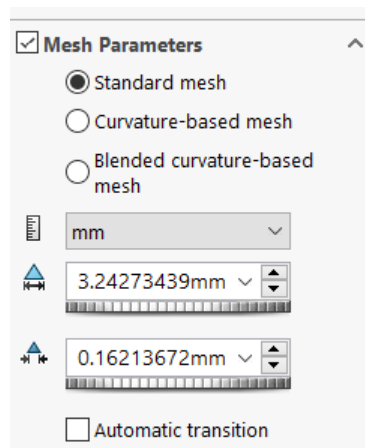 Mesh Parameters
Standard mesh
Curvature-based mesh
Blended curvature-based
mesh
mm
3.24273439mm
0.16213672mm
Automatic transition